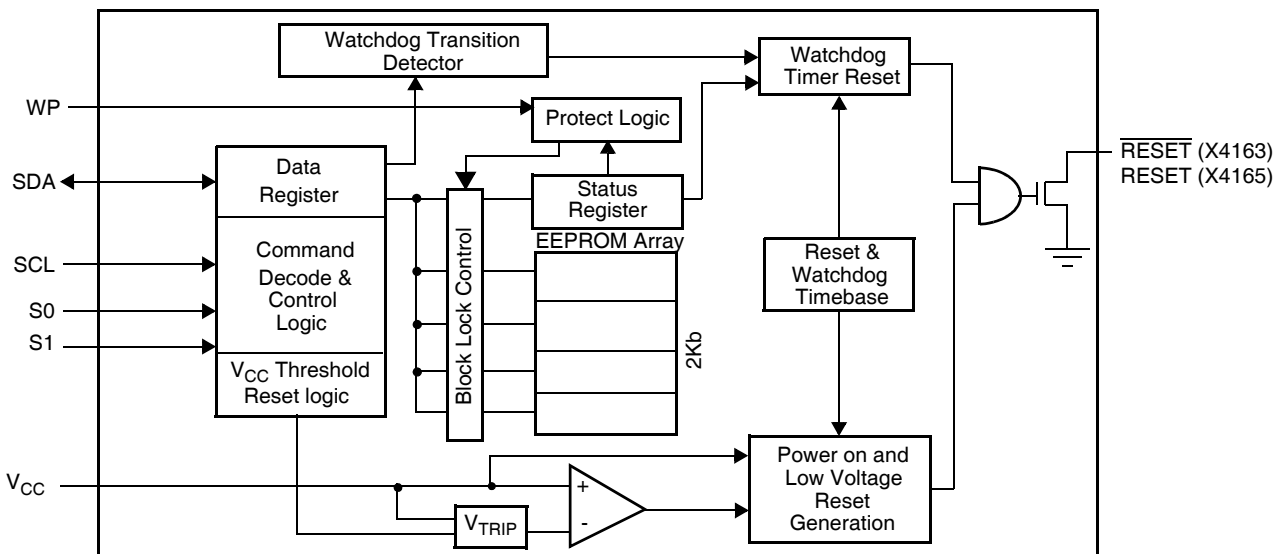 Watchdog Transition
Detector
Watchdog
Timer Reset
WP
Protect Logic
RESET (X4163)
RESET (X4165)
SDA
Data
Register
Status
Register
EEPROM Array
Block Lock Control
SCL
Command
Decode &
Control
Logic
Reset &
Watchdog
Timebase
S0
S1
2Kb
VCC Threshold
Reset logic
Power on and
Low Voltage
Reset
Generation
VCC
+
-
VTRIP